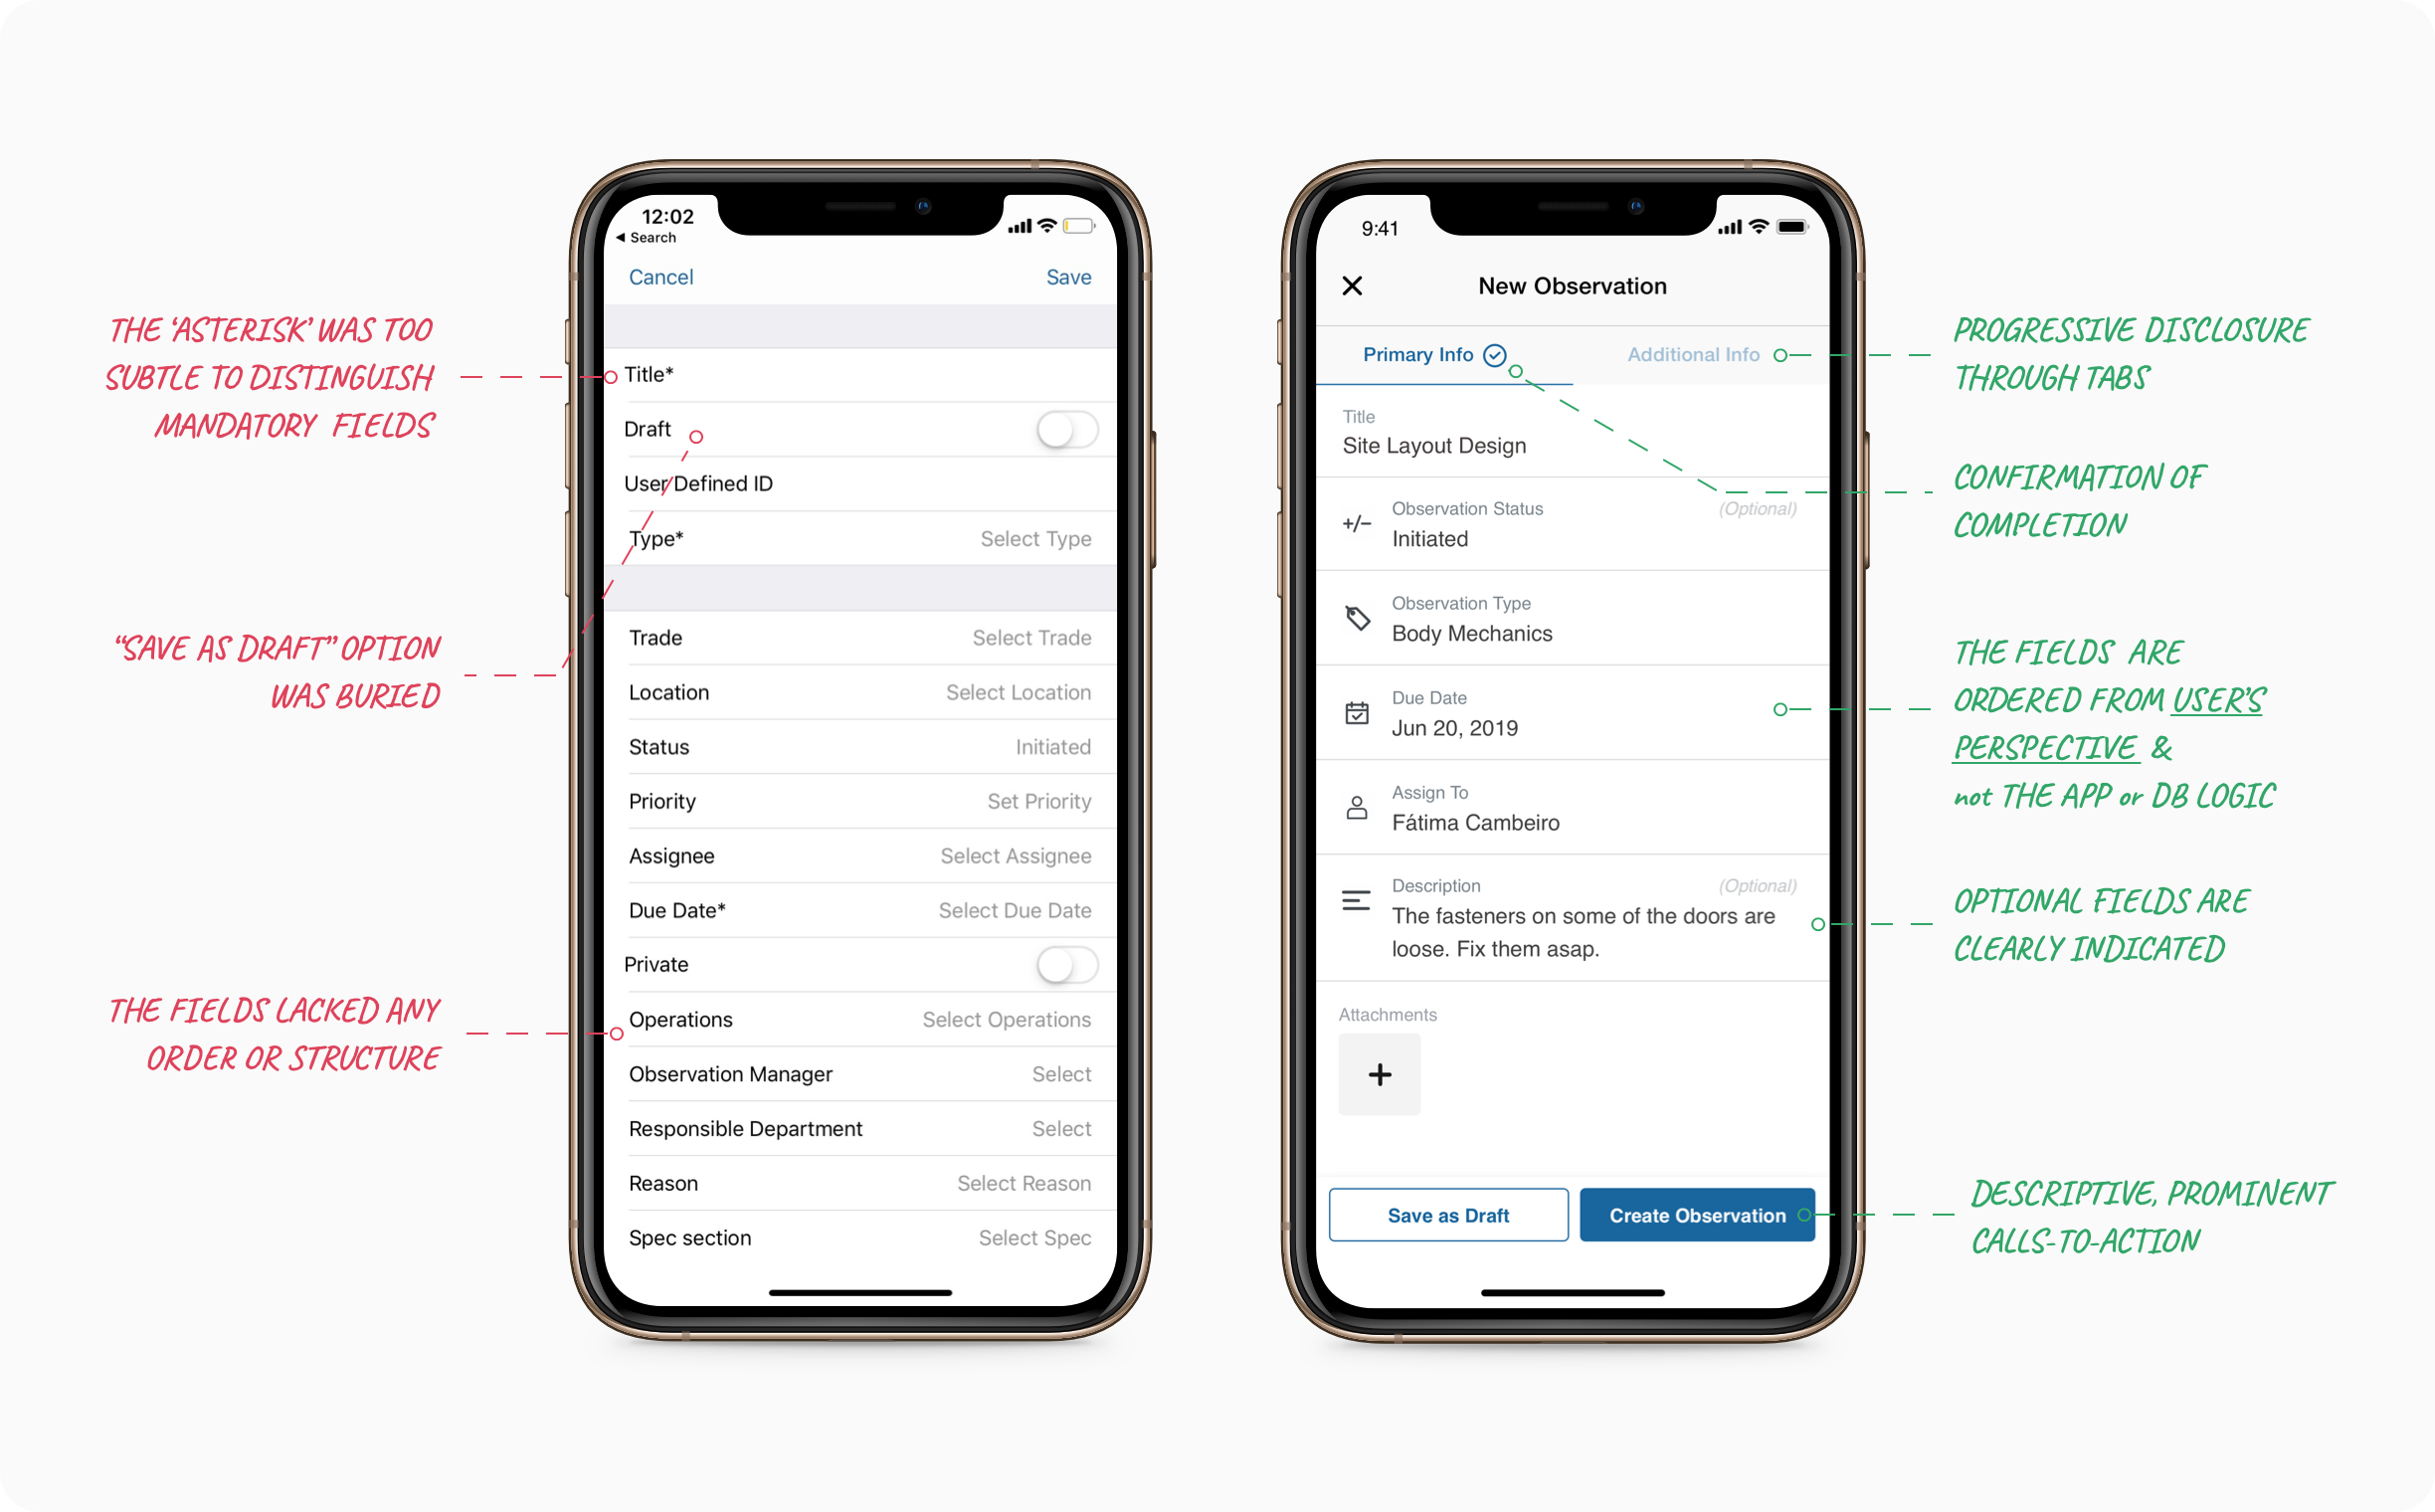 THE ‘ASTERISK’ WAS TOO
SUBTLE TO DISTINGUISH
MANDATORY FIELDS
“SAVE AS DRAFT” OPTION
WAS BURIED
THE FIELDS LACKED ANY
ORDER OR STRUCTURE
12:02
Search
Cancel Save
Title*
Draft
User Defined ID
Type* Select Type
Trade Select Trade
Location Select Location
Status Initiated
Priority Set Priority
Assignee Select Assignee
Due Date* Select Due Date
Private
Operations Select Operations
Observation Manager Select
Responsible Department Select
Reason Select Reason
Spec section Select Spec
9:41
New Observation
Primary Info Additional Info
Title
Site Layout Design
Observation Status (Optional)
+/-
Initiated
Observation Type
Body Mechanics
Due Date
Jun 20, 2019
Assign To
Fátima Cambeiro
Description (Optional)
The fasteners on some of the doors are
loose. Fix them asap.
Attachments
+
Save as Draft Create Observation
PROGRESSIVE DISCLOSURE
THROUGH TABS
CONFIRMATION OF
COMPLETION
THE FIELDS ARE
ORDERED FROM USER'S
PERSPECTIVE &
not THE APP or DB LOGIC
OPTIONAL FIELDS ARE
CLEARLY INDICATED
DESCRIPTIVE, PROMINENT
CALLS-TO-ACTION